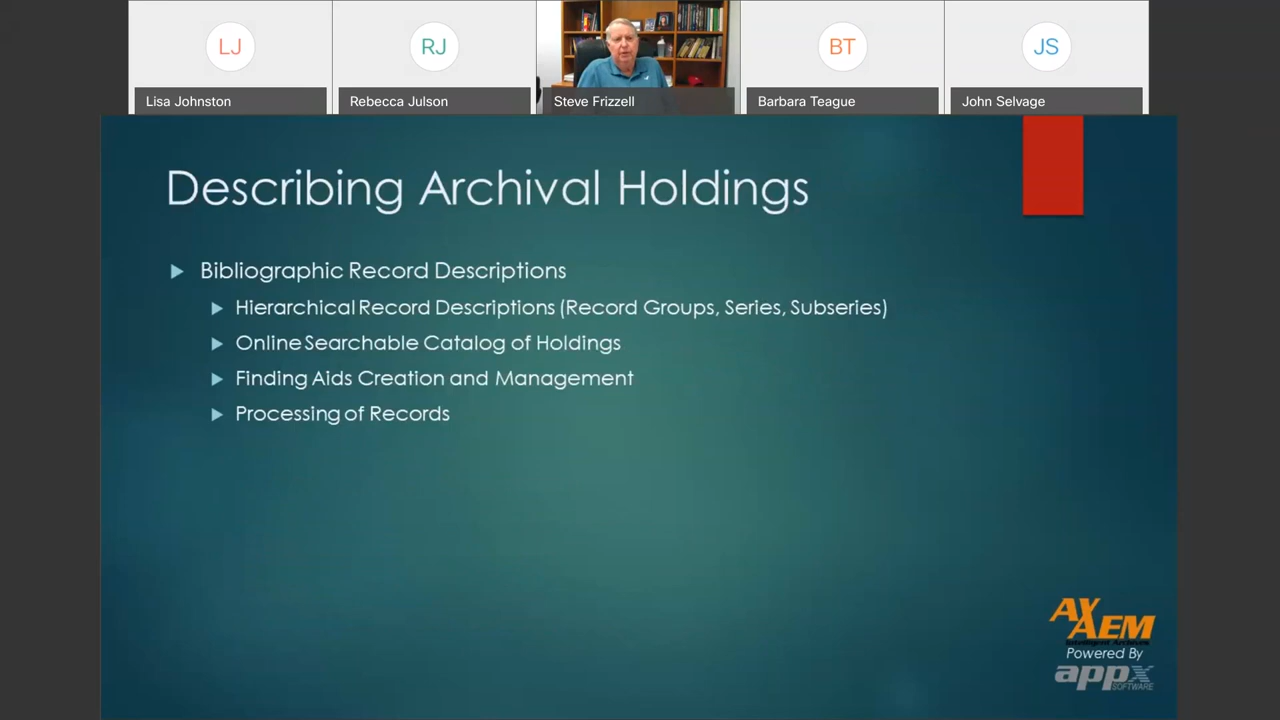 LJ
RJ
BT
JS
Lisa Johnston
Rebecca Julson
Steve Frizzell
Barbara Teague
John Selvage
Describing Archival Holdings
Bibliographic Record Descriptions
Hierarchical Record Descriptions (Record Groups, Series, Subseries)
Online Searchable Catalog of Holdings
Finding Aids Creation and Management
Processing of Records
AXAEM
Powered By
appx
SOFTWARE